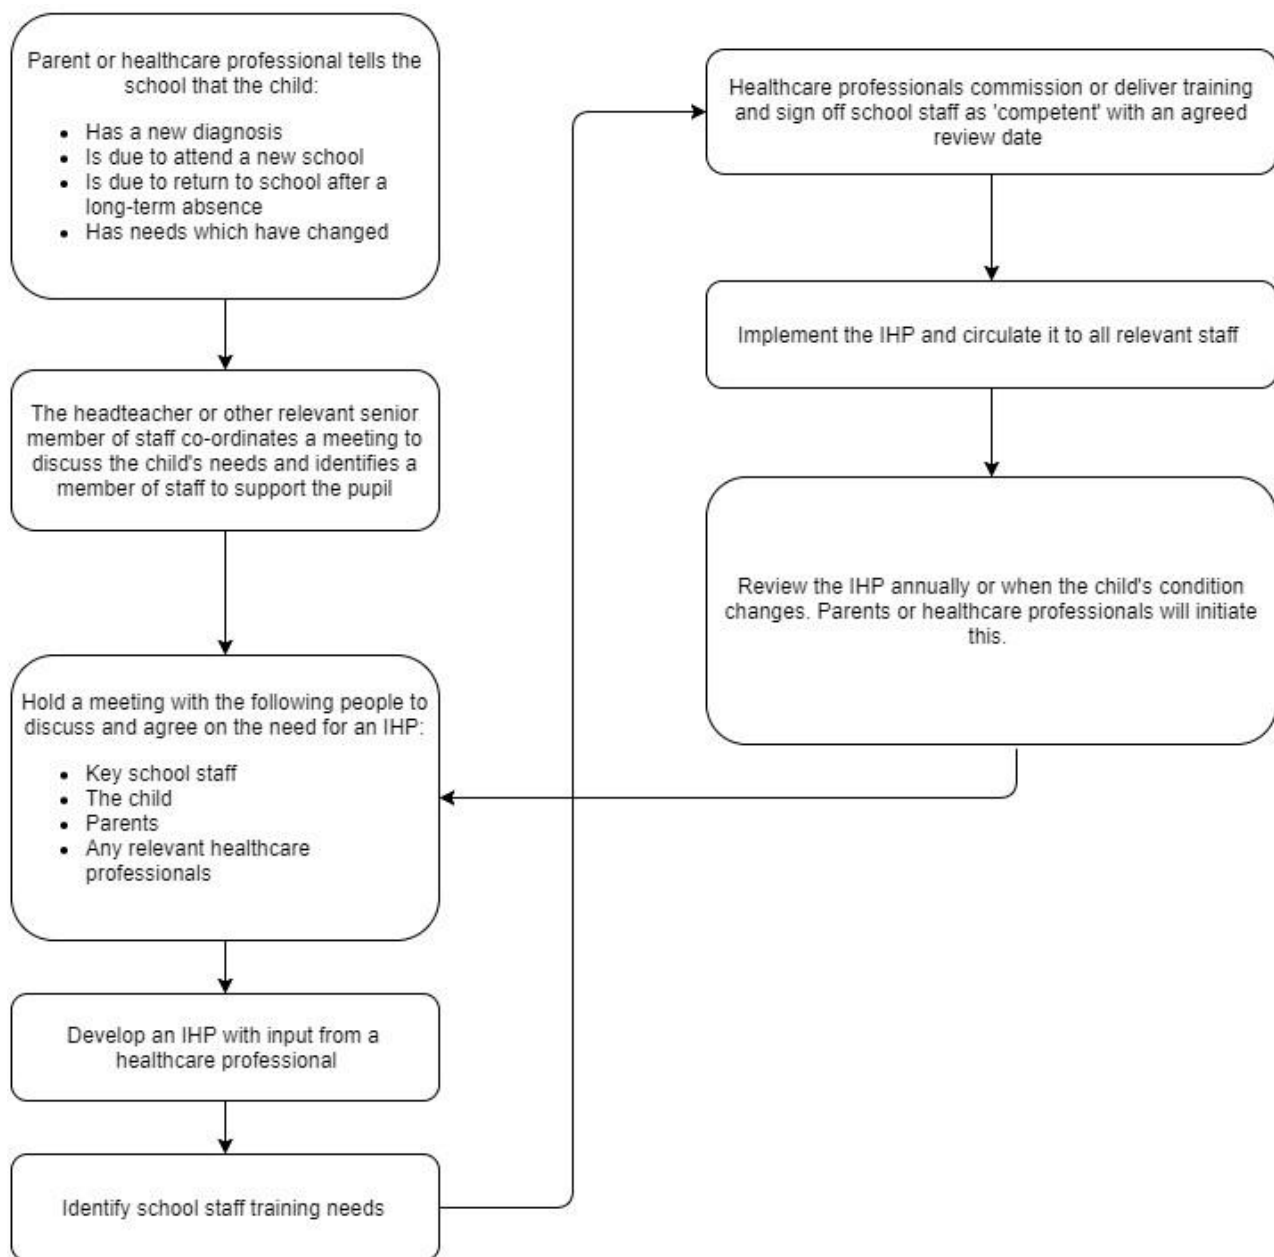 Parent or healthcare professional tells the
school that the child:
• Has a new diagnosis
• Is due to attend a new school
• Is due to return to school after a
long-term absence
• Has needs which have changed
The headteacher or other relevant senior
member of staff co-ordinates a meeting to
discuss the child's needs and identifies a
member of staff to support the pupil
Hold a meeting with the following people to
discuss and agree on the need for an IHP:
• Key school staff
• The child
• Parents
• Any relevant healthcare
professionals
Develop an IHP with input from a
healthcare professional
Identify school staff training needs
Healthcare professionals commission or deliver training
and sign off school staff as 'competent' with an agreed
review date
Implement the IHP and circulate it to all relevant staff
Review the IHP annually or when the child's condition
changes. Parents or healthcare professionals will initiate
this.